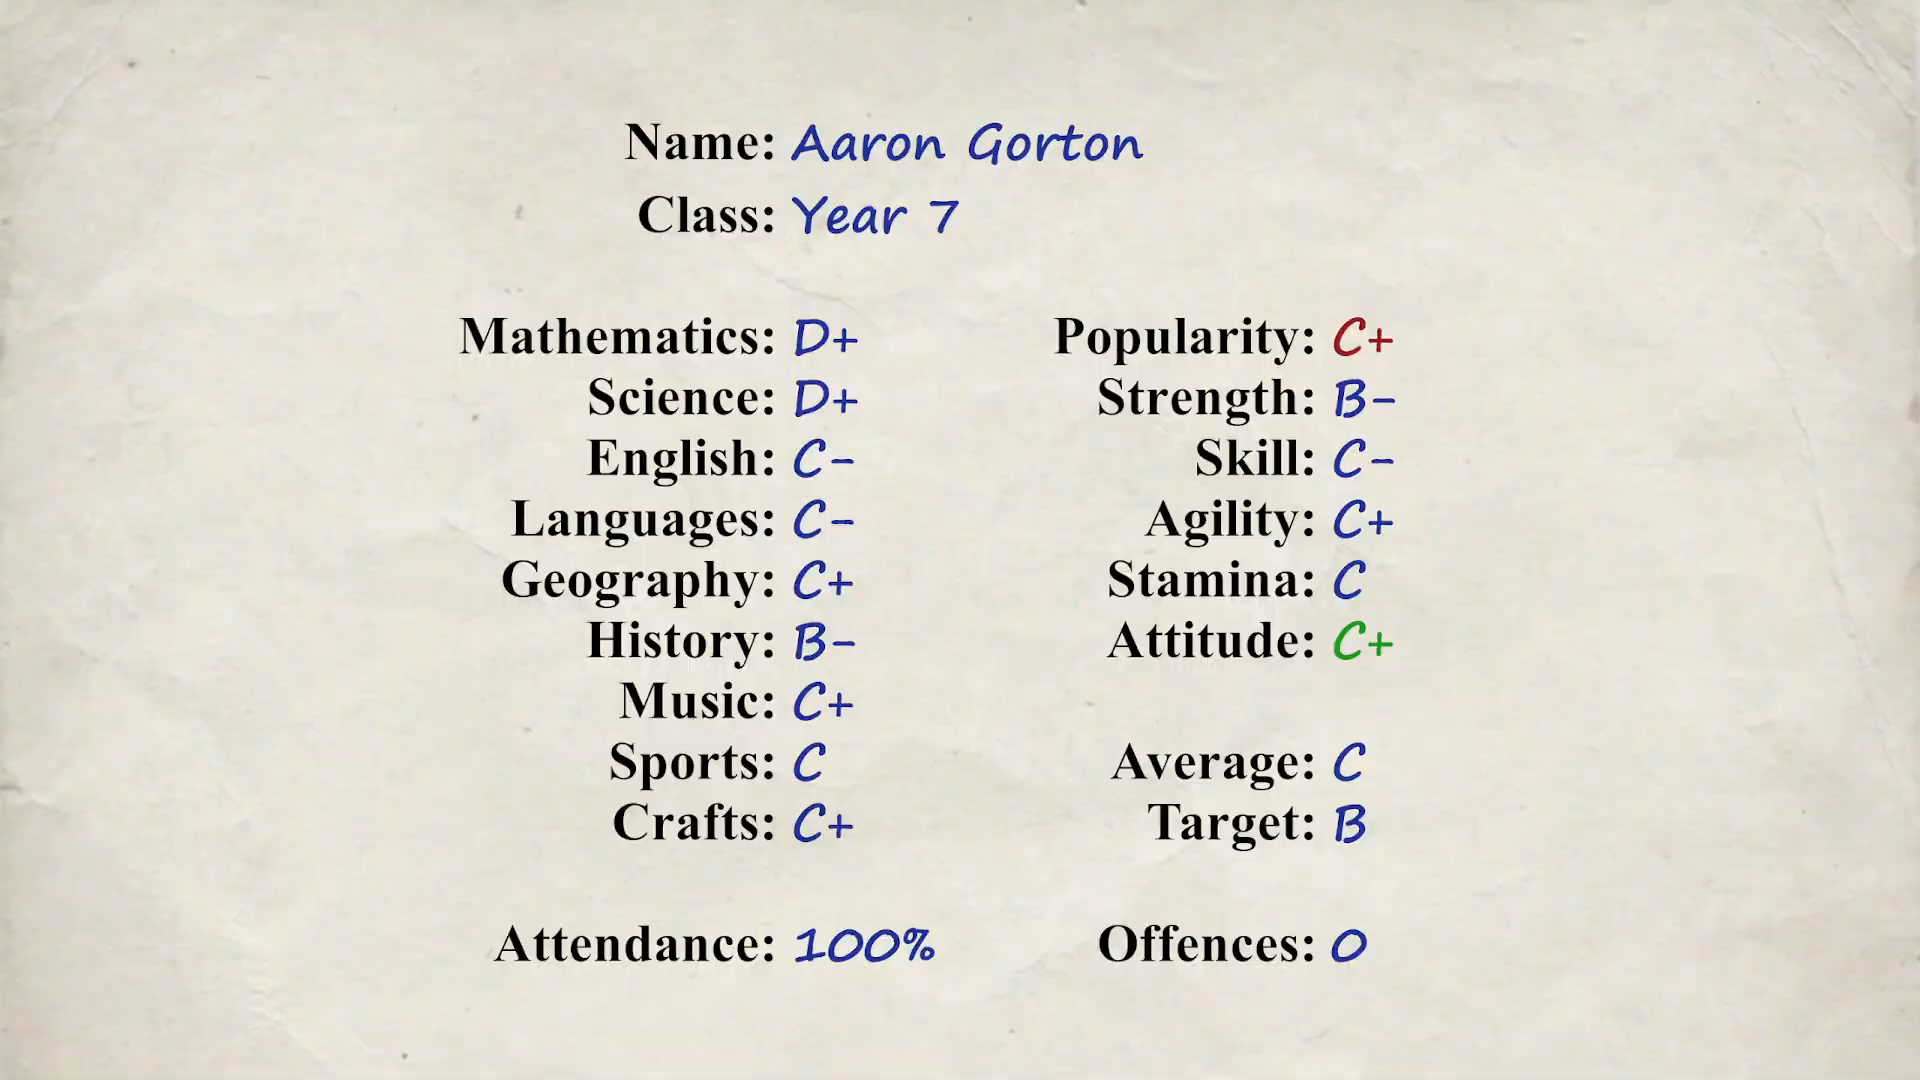 Name: Aaron Gorton
Class: Year 7
Mathematics: D+
Science: D+
English: C-
Languages: C-
Geography: C+
History: B-
Music: C+
Sports: C
Crafts: C+
Attendance: 100%
Popularity: C+
Strength: B-
Skill: C-
Agility: C+
Stamina: C
Attitude: C+
Average: C
Target: B
Offences: 0